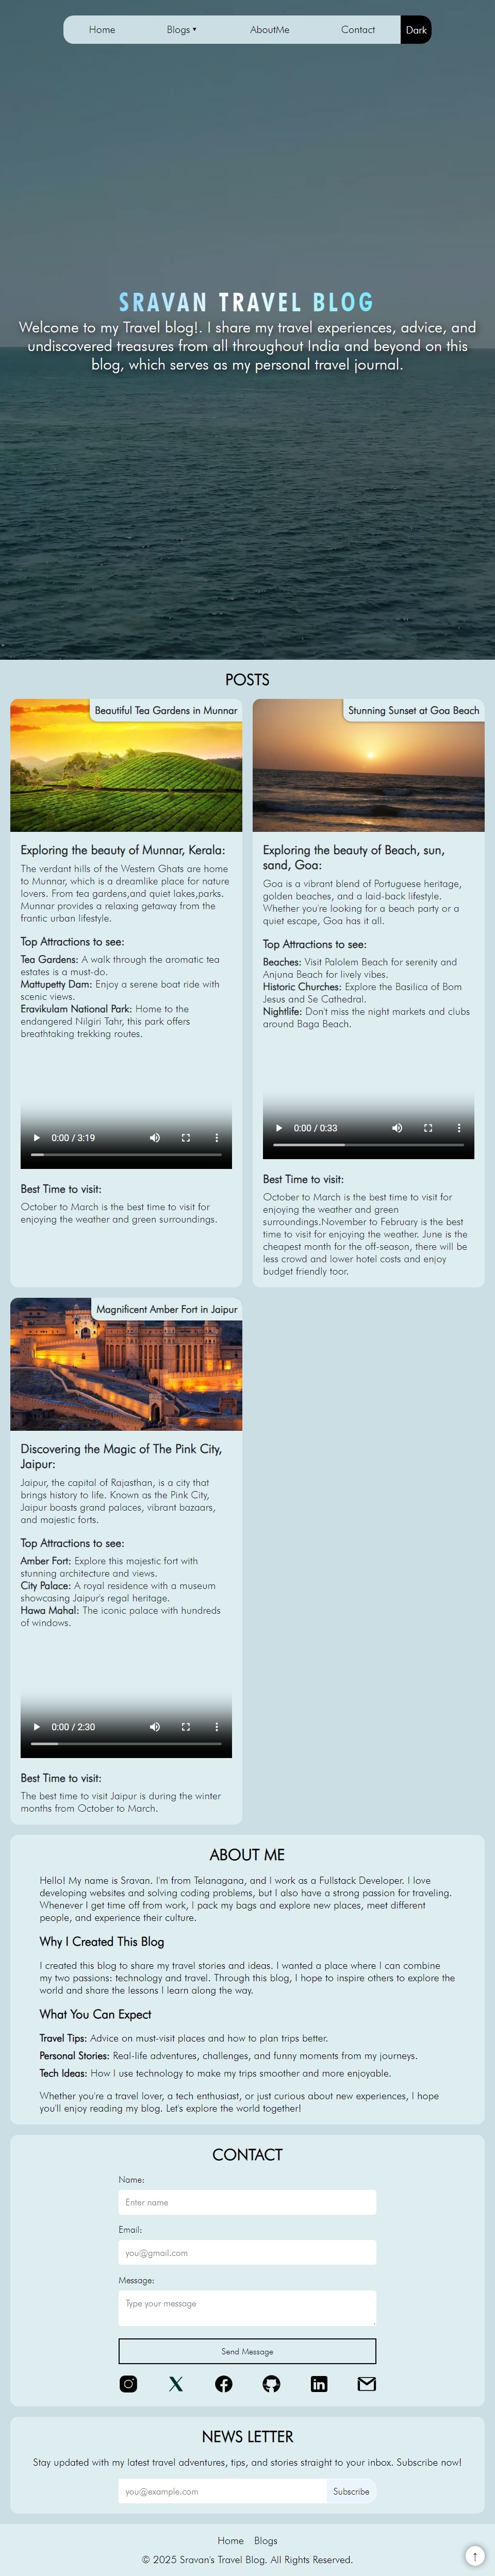 Home Blogs ▼ AboutMe Contact Dark
SRAVAN TRAVEL BLOG
Welcome to my Travel blog!. I share my travel experiences, advice, and
undiscovered treasures from all throughout India and beyond on this
blog, which serves as my personal travel journal.
POSTS
Beautiful Tea Gardens in Munnar
Exploring the beauty of Munnar, Kerala:
The verdant hills of the Western Ghats are home
to Munnar, which is a dreamlike place for nature
lovers. From tea gardens,and quiet lakes,parks.
Munnar provides a relaxing getaway from the
frantic urban lifestyle.
Top Attractions to see:
Tea Gardens: A walk through the aromatic tea
estates is a must-do.
Mattupetty Dam: Enjoy a serene boat ride with
scenic views.
Eravikulam National Park: Home to the
endangered Nilgiri Tahr, this park offers
breathtaking trekking routes.
0:00 / 3:19
Best Time to visit:
October to March is the best time to visit for
enjoying the weather and green surroundings.
Stunning Sunset at Goa Beach
Exploring the beauty of Beach, sun,
sand, Goa:
Goa is a vibrant blend of Portuguese heritage,
golden beaches, and a laid-back lifestyle.
Whether you're looking for a beach party or a
quiet escape, Goa has it all.
Top Attractions to see:
Beaches: Visit Palolem Beach for serenity and
Anjuna Beach for lively vibes.
Historic Churches: Explore the Basilica of Bom
Jesus and Se Cathedral.
Nightlife: Don't miss the night markets and clubs
around Baga Beach.
0:00 / 0:33
Best Time to visit:
October to March is the best time to visit for
enjoying the weather and green
surroundings.November to February is the best
time to visit for enjoying the weather. June is the
cheapest month for the off-season, there will be
less crowd and lower hotel costs and enjoy
budget friendly toor.
Magnificent Amber Fort in Jaipur
Discovering the Magic of The Pink City,
Jaipur:
Jaipur, the capital of Rajasthan, is a city that
brings history to life. Known as the Pink City,
Jaipur boasts grand palaces, vibrant bazaars,
and majestic forts.
Top Attractions to see:
Amber Fort: Explore this majestic fort with
stunning architecture and views.
City Palace: A royal residence with a museum
showcasing Jaipur's regal heritage.
Hawa Mahal: The iconic palace with hundreds
of windows.
0:00 / 2:30
Best Time to visit:
The best time to visit Jaipur is during the winter
months from October to March.
ABOUT ME
Hello! My name is Sravan. I'm from Telanagana, and I work as a Fullstack Developer. I love
developing websites and solving coding problems, but I also have a strong passion for traveling.
Whenever I get time off from work, I pack my bags and explore new places, meet different
people, and experience their culture.
Why I Created This Blog
I created this blog to share my travel stories and ideas. I wanted a place where I can combine
my two passions: technology and travel. Through this blog, I hope to inspire others to explore the
world and share the lessons I learn along the way.
What You Can Expect
Travel Tips: Advice on must-visit places and how to plan trips better.
Personal Stories: Real-life adventures, challenges, and funny moments from my journeys.
Tech Ideas: How I use technology to make my trips smoother and more enjoyable.
Whether you're a travel lover, a tech enthusiast, or just curious about new experiences, I hope
you'll enjoy reading my blog. Let's explore the world together!
CONTACT
Name:
Enter name
Email:
you@gmail.com
Message:
Type your message
Send Message
NEWS LETTER
Stay updated with my latest travel adventures, tips, and stories straight to your inbox. Subscribe now!
you@example.com Subscribe
Home Blogs
© 2025 Sravan's Travel Blog. All Rights Reserved.
↑